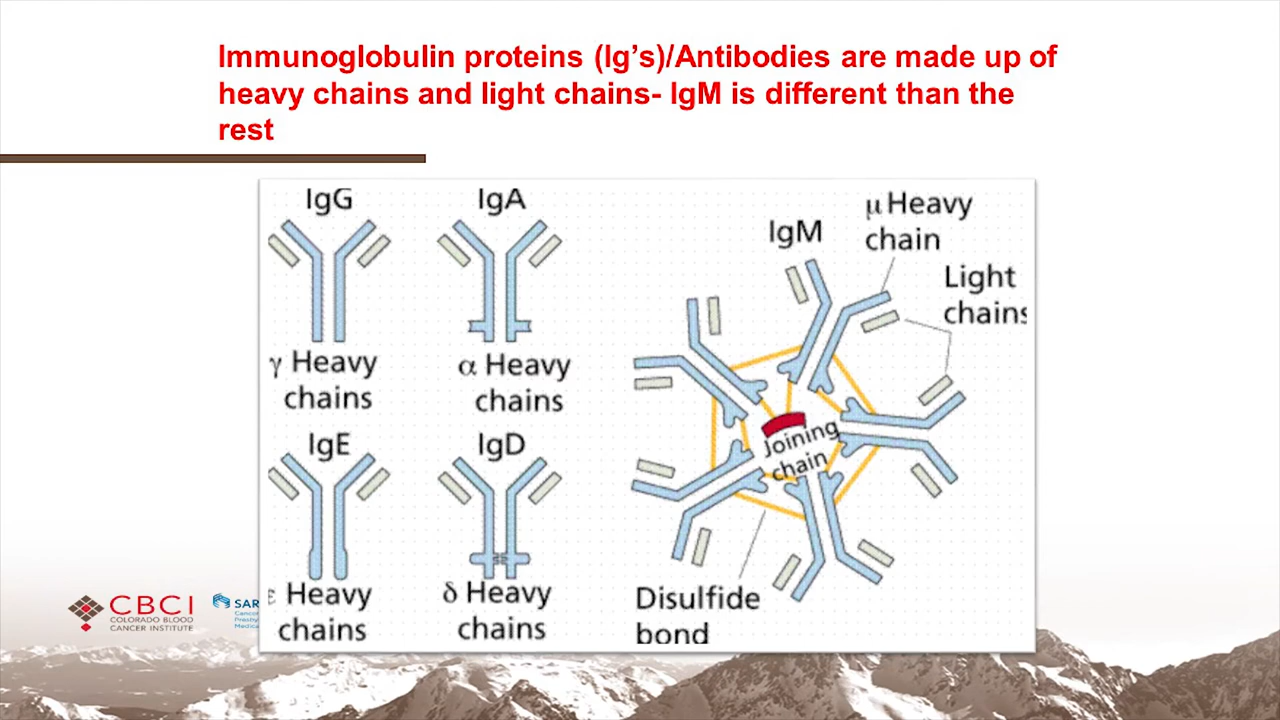 Immunoglobulin proteins (Ig’s)/Antibodies are made up of
heavy chains and light chains- IgM is different than the
rest
IgG
γ Heavy
chains
IgA
α Heavy
chains
IgE
ε Heavy
chains
IgD
δ Heavy
chains
IgM
μ Heavy
chain
Light
chains
Joining
chain
Disulfide
bond
CBCI
COLORADO BLOOD
CANCER INSTITUTE